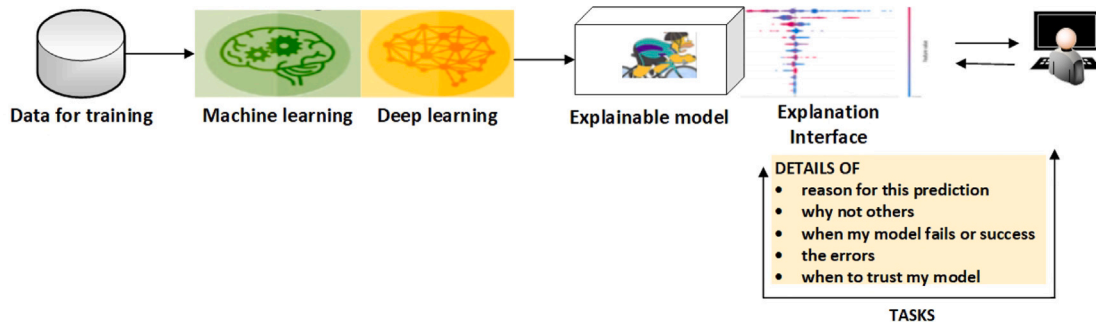 Data for training
Machine learning
Deep learning
Explainable model
Explanation
Interface
DETAILS OF
• reason for this prediction
• why not others
• when my model fails or success
• the errors
• when to trust my model
TASKS